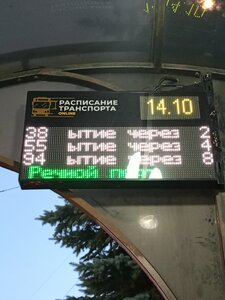 РАСПИСАНИЕ
ТРАНСПОРТА
ONLINE
14.10
38 ытие через 2
55 ытие через 4
94 ытие через 8
Речной